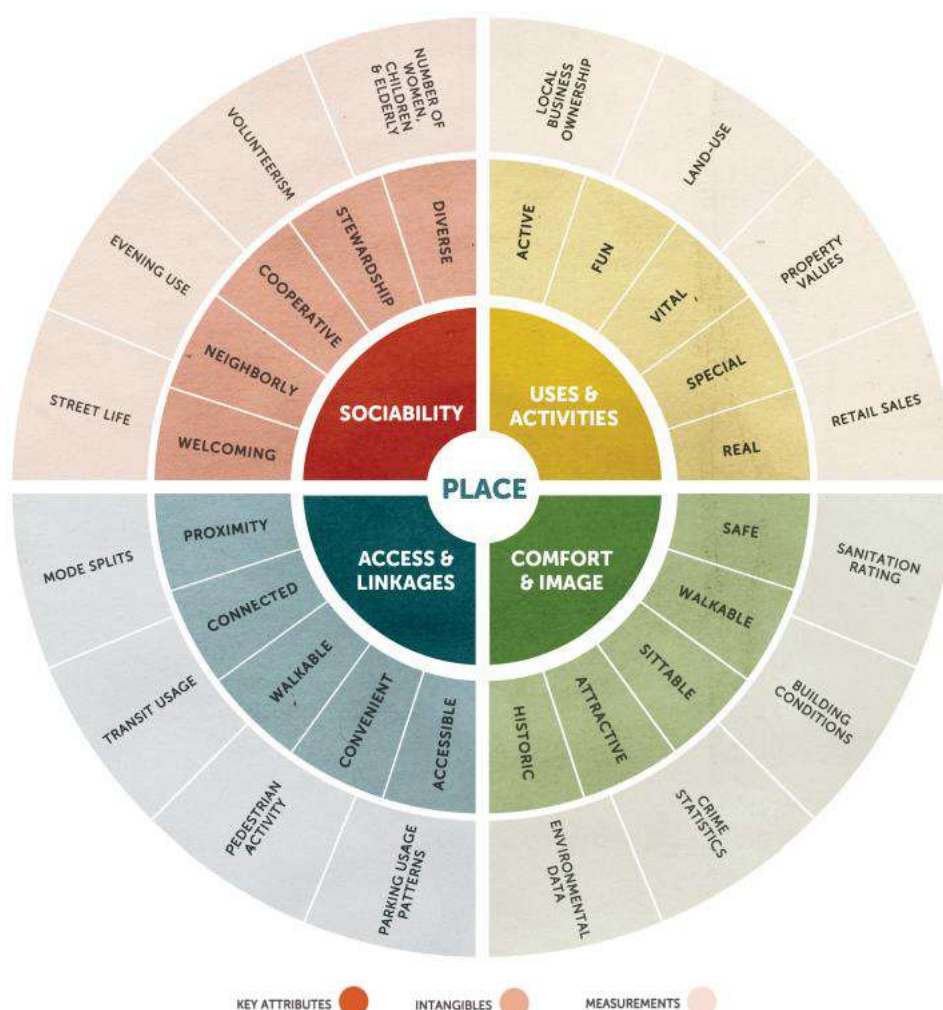 NUMBER OF
WOMEN,
CHILDREN
& ELDERLY
VOLUNTEERISM
EVENING USE
STREET LIFE
DIVERSE
STEWARDSHIP
COOPERATIVE
NEIGHBORLY
WELCOMING
SOCIABILITY
LOCAL
BUSINESS
OWNERSHIP
LAND-USE
PROPERTY
VALUES
RETAIL SALES
ACTIVE
FUN
VITAL
SPECIAL
REAL
USES &
ACTIVITIES
PLACE
ACCESS &
LINKAGES
PROXIMITY
CONNECTED
WALKABLE
CONVENIENT
ACCESSIBLE
MODE SPLITS
TRANSIT USAGE
PEDESTRIAN
ACTIVITY
PARKING USAGE
PATTERNS
COMFORT
& IMAGE
SAFE
WALKABLE
SITTABLE
ATTRACTIVE
HISTORIC
SANITATION
RATING
BUILDING
CONDITIONS
CRIME
STATISTICS
ENVIRONMENTAL
DATA
KEY ATTRIBUTES
INTANGIBLES
MEASUREMENTS